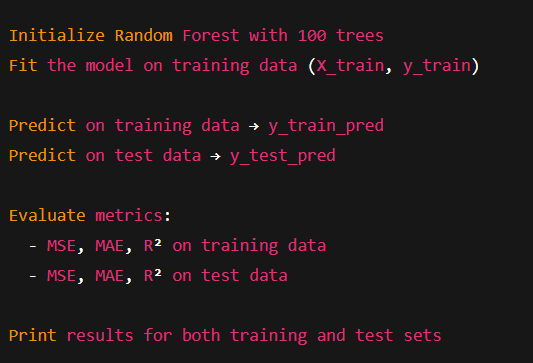 Initialize Random Forest with 100 trees
Fit the model on training data (X_train, y_train)
Predict on training data → y_train_pred
Predict on test data → y_test_pred
Evaluate metrics:
- MSE, MAE, R² on training data
- MSE, MAE, R² on test data
Print results for both training and test sets